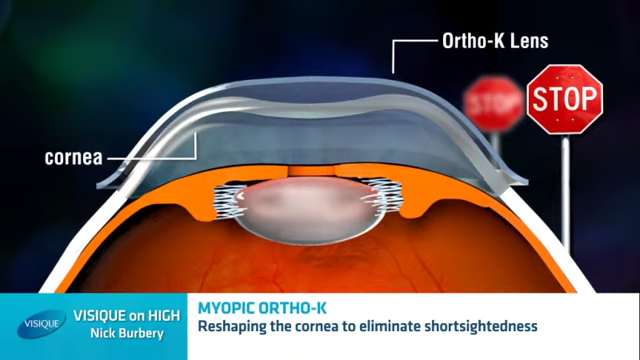 Ortho-K Lens
STOP
STOP
cornea
VISIQUE
VISIQUE on HIGH
Nick Burbery
MYOPIC ORTHO-K
Reshaping the cornea to eliminate shortsightedness